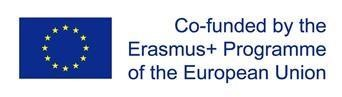 Co-funded by the
Erasmus+ Programme
of the European Union